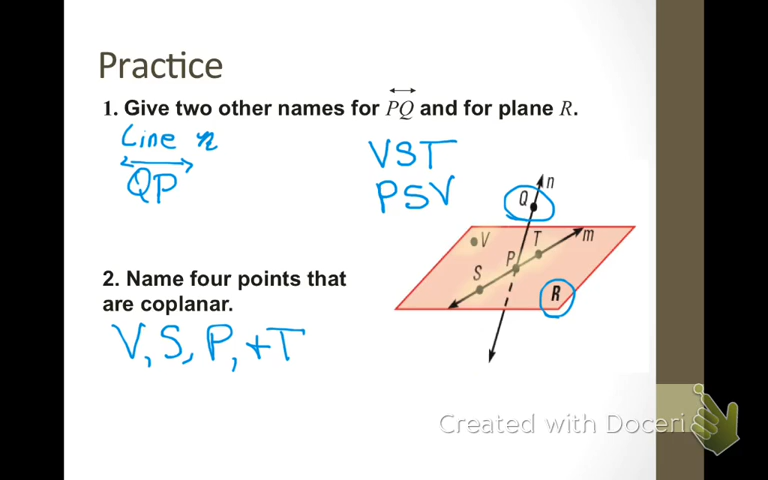 Practice
1. Give two other names for PQ and for plane R.
Line n
QP
VST
PSV
n
Q
V
T
m
P
S
R
2. Name four points that
are coplanar.
V, S, P, + T
Created with Doceri